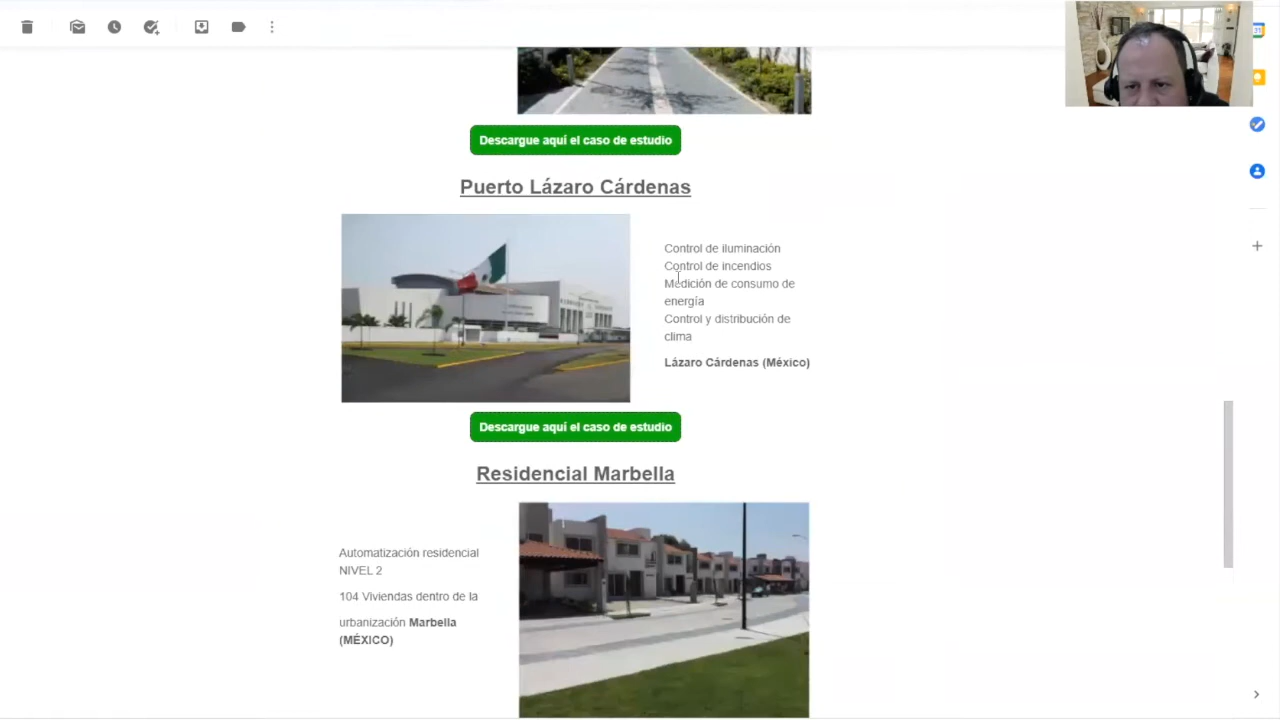 Descargue aquí el caso de estudio
Puerto Lázaro Cárdenas
Control de iluminación
Control de incendios
Medición de consumo de
energía
Control y distribución de
clima
Lázaro Cárdenas (México)
Descargue aquí el caso de estudio
Residencial Marbella
Automatización residencial
NIVEL 2
104 Viviendas dentro de la
urbanización Marbella
(MÉXICO)